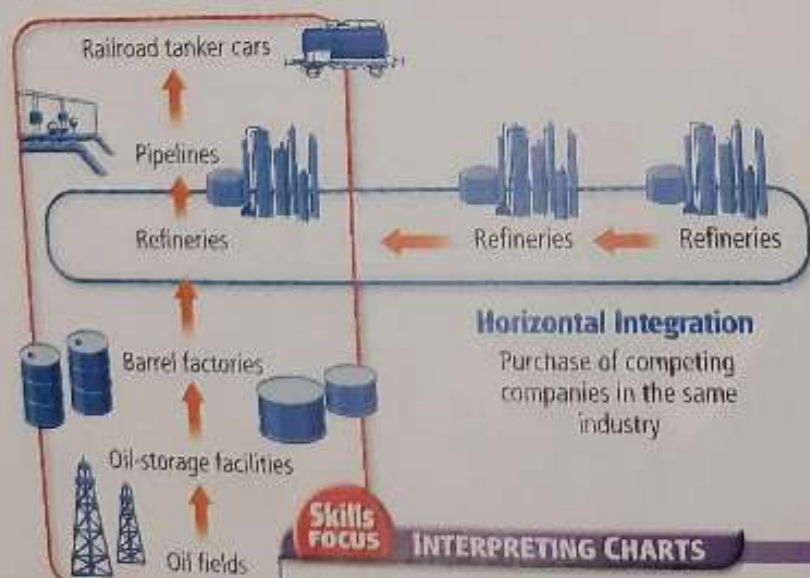 Railroad tanker cars
Pipelines
Refineries
Refineries
Refineries
Horizontal Integration
Purchase of competing
companies in the same
industry
Barrel factories
Oil-storage facilities
Oil fields
Skills
FOCUS
INTERPRETING CHARTS